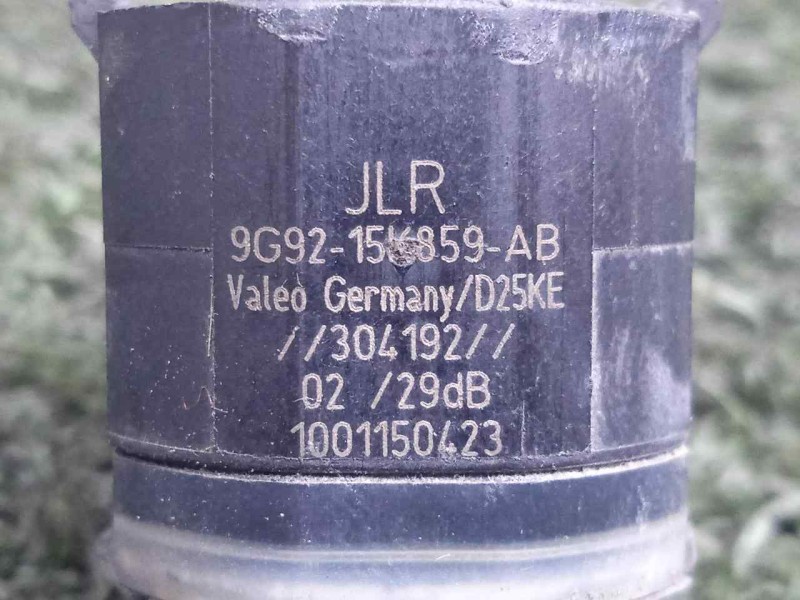 JLR
9G92-15K859-AB
Valeo Germany/D25KE
//304192//
02 /29dB
1001150423